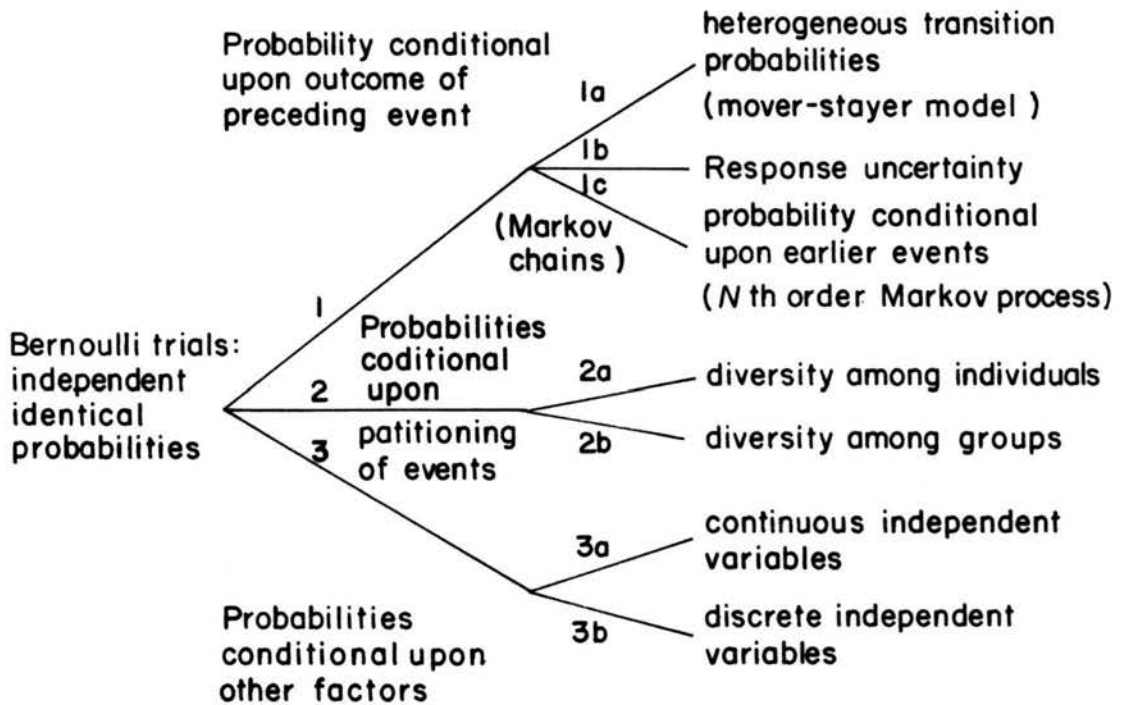 Probability conditional
upon outcome of
preceding event
1a
heterogeneous transition
probabilities
(mover-stayer model )
1b
Response uncertainty
1c
probability conditional
upon earlier events
(N th order Markov process)
(Markov
chains )
1
Bernoulli trials:
independent
identical
probabilities
2
Probabilities
coditional
upon
patitioning
of events
2a
diversity among individuals
2b
diversity among groups
3
Probabilities
conditional upon
other factors
3a
continuous independent
variables
3b
discrete independent
variables